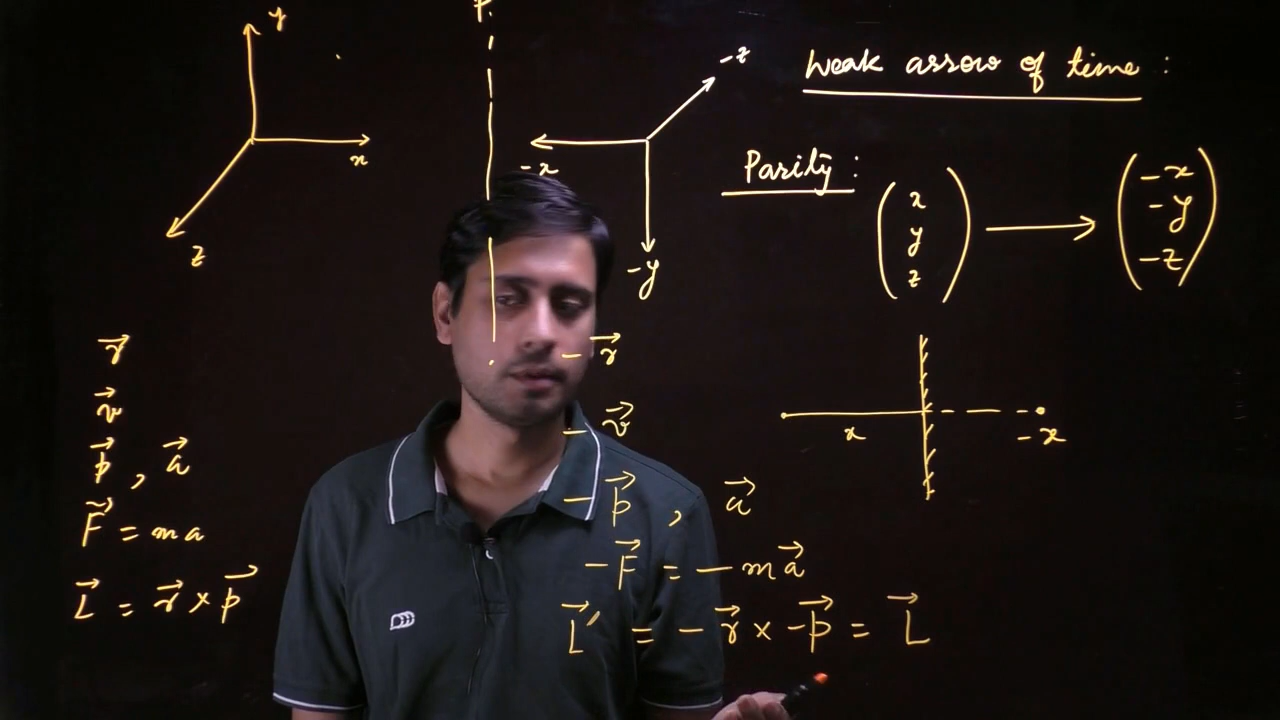 P.
y
x
z
-z
-x
-y
Weak arrow of time :
Parity :
( x y z ) ⟶ ( -x -y -z )
x
-x
r⃗
v⃗
p⃗ , a⃗
F⃗ = ma
L⃗ = r⃗ × p⃗
- r⃗
- v⃗
- p⃗ , a⃗
-F⃗ = - ma⃗
L⃗′ = - r⃗ × -p⃗ = L⃗